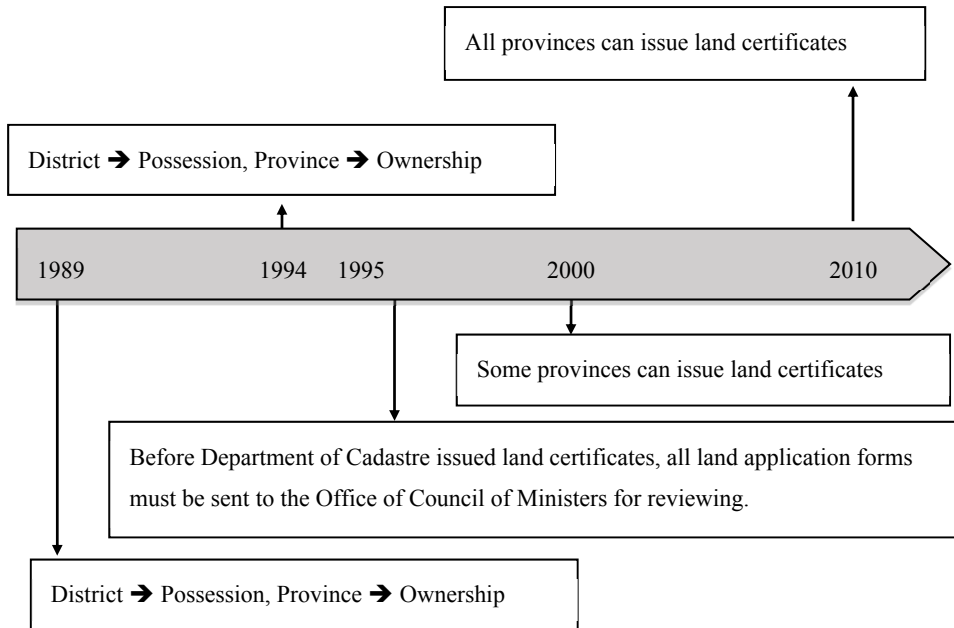 All provinces can issue land certificates
District ➔ Possession, Province ➔ Ownership
1989 1994 1995 2000 2010
Some provinces can issue land certificates
Before Department of Cadastre issued land certificates, all land application forms
must be sent to the Office of Council of Ministers for reviewing.
District ➔ Possession, Province ➔ Ownership